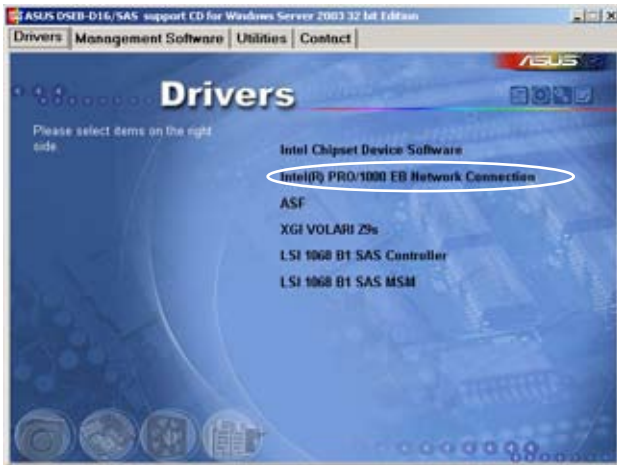 ASUS DSEB-D16/SAS support CD for Windows Server 2003 32 bit Edition
Drivers Management Software Utilities Contact
ASUS
Drivers
Please select items on the right
side
Intel Chipset Device Software
Intel(R) PRO/1000 EB Network Connection
ASF
XGI VOLARI Z9s
LSI 1068 B1 SAS Controller
LSI 1068 B1 SAS MSM